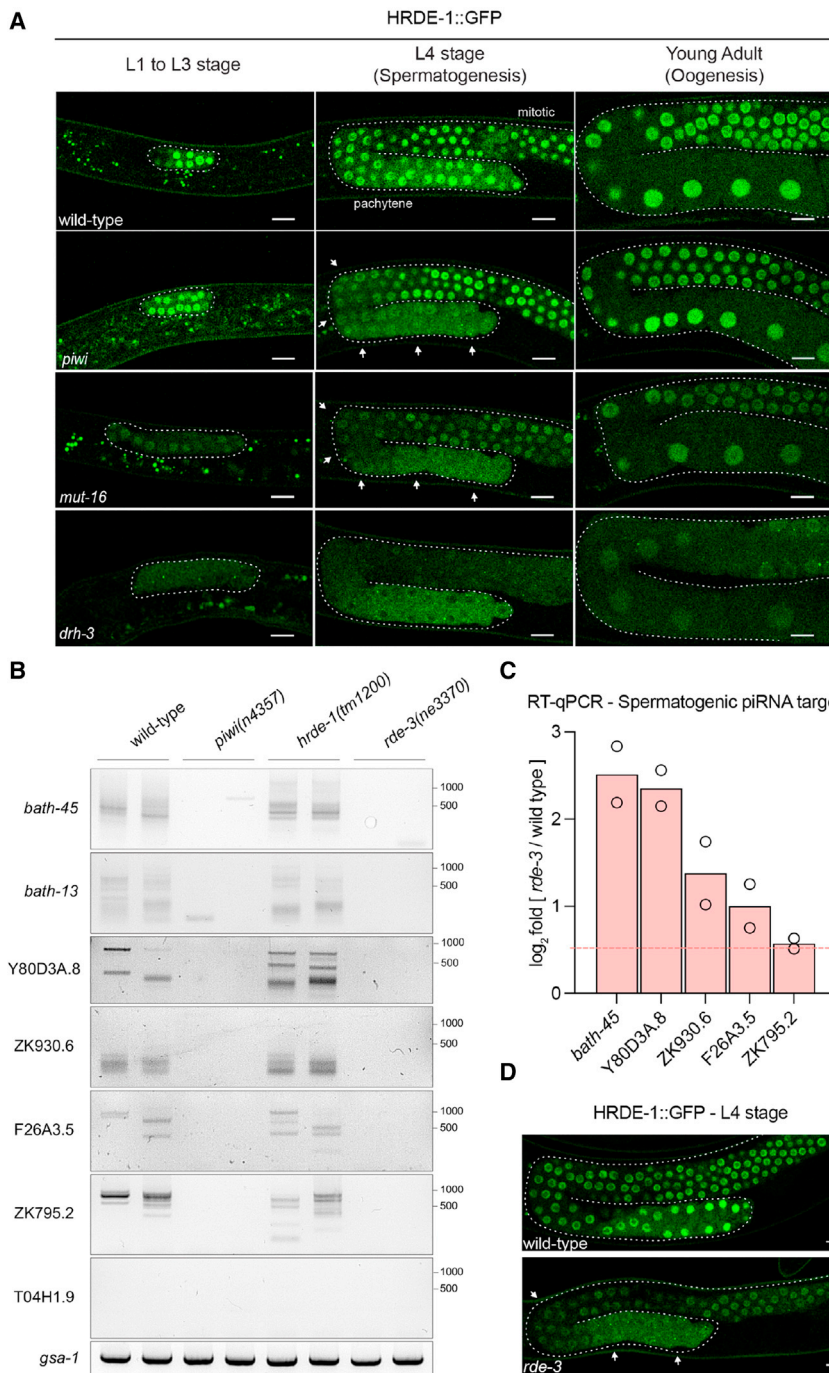 A
HRDE-1::GFP
L1 to L3 stage
L4 stage
(Spermatogenesis)
Young Adult
(Oogenesis)
mitotic
pachytene
wild-type
piwi
mut-16
drh-3
B
wild-type
piwi(n4357)
hrde-1(tm1200)
rde-3(ne3370)
bath-45
1000
500
bath-13
1000
500
Y80D3A.8
1000
500
ZK930.6
1000
500
F26A3.5
1000
500
ZK795.2
1000
500
T04H1.9
1000
500
gsa-1
C
RT-qPCR - Spermatogenic piRNA targe
log2 fold [ rde-3 / wild type ]
3
2
1
0
bath-45
Y80D3A.8
ZK930.6
F26A3.5
ZK795.2
D
HRDE-1::GFP - L4 stage
wild-type
rde-3